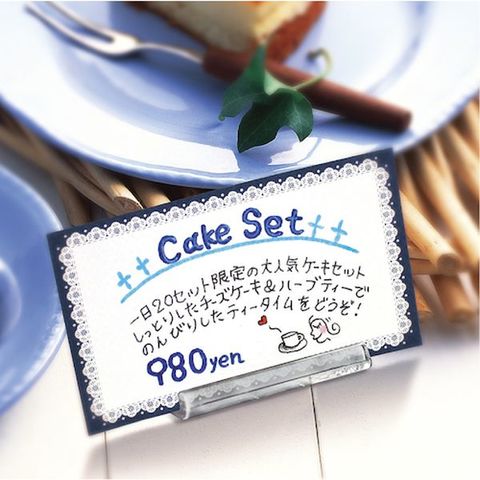 Cake Set
一日20セット限定の大人気ケーキセット
しっとりしたチーズケーキ&ハーブティーで
のんびりしたティータイムをどうぞ!
980yen